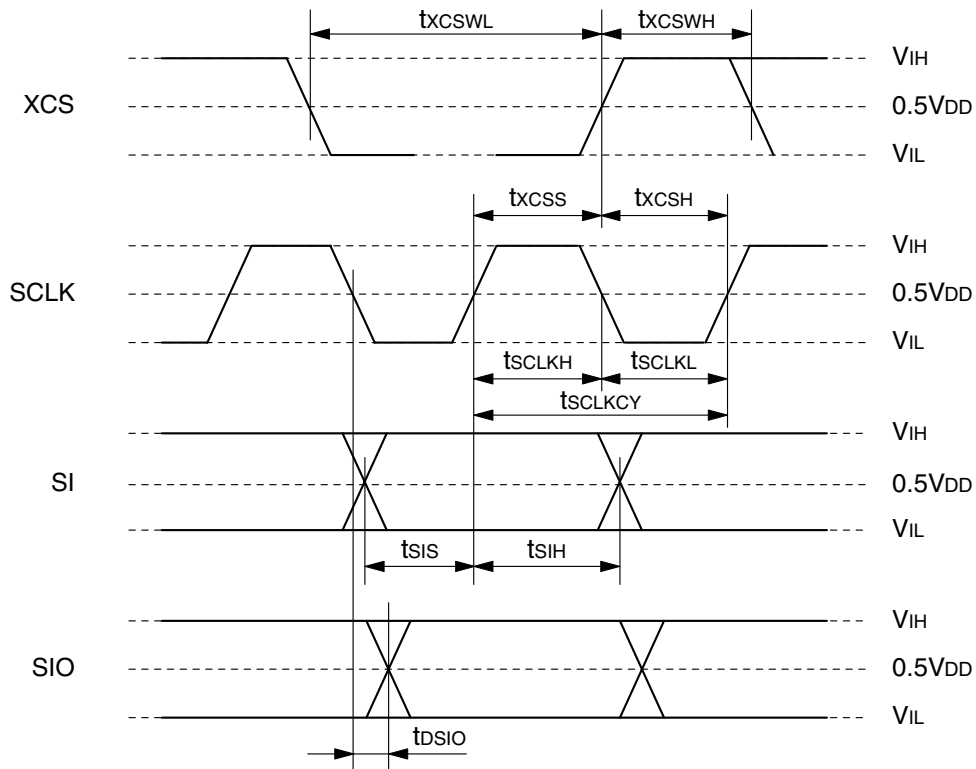 tXCSWL tXCSWH
VIH
XCS 0.5VDD
VIL
tXCSS tXCSH
VIH
SCLK 0.5VDD
VIL
tSCLKH tSCLKL
tSCLKCY
VIH
SI 0.5VDD
VIL
tSIS tSIH
VIH
SIO 0.5VDD
VIL
tDSIO